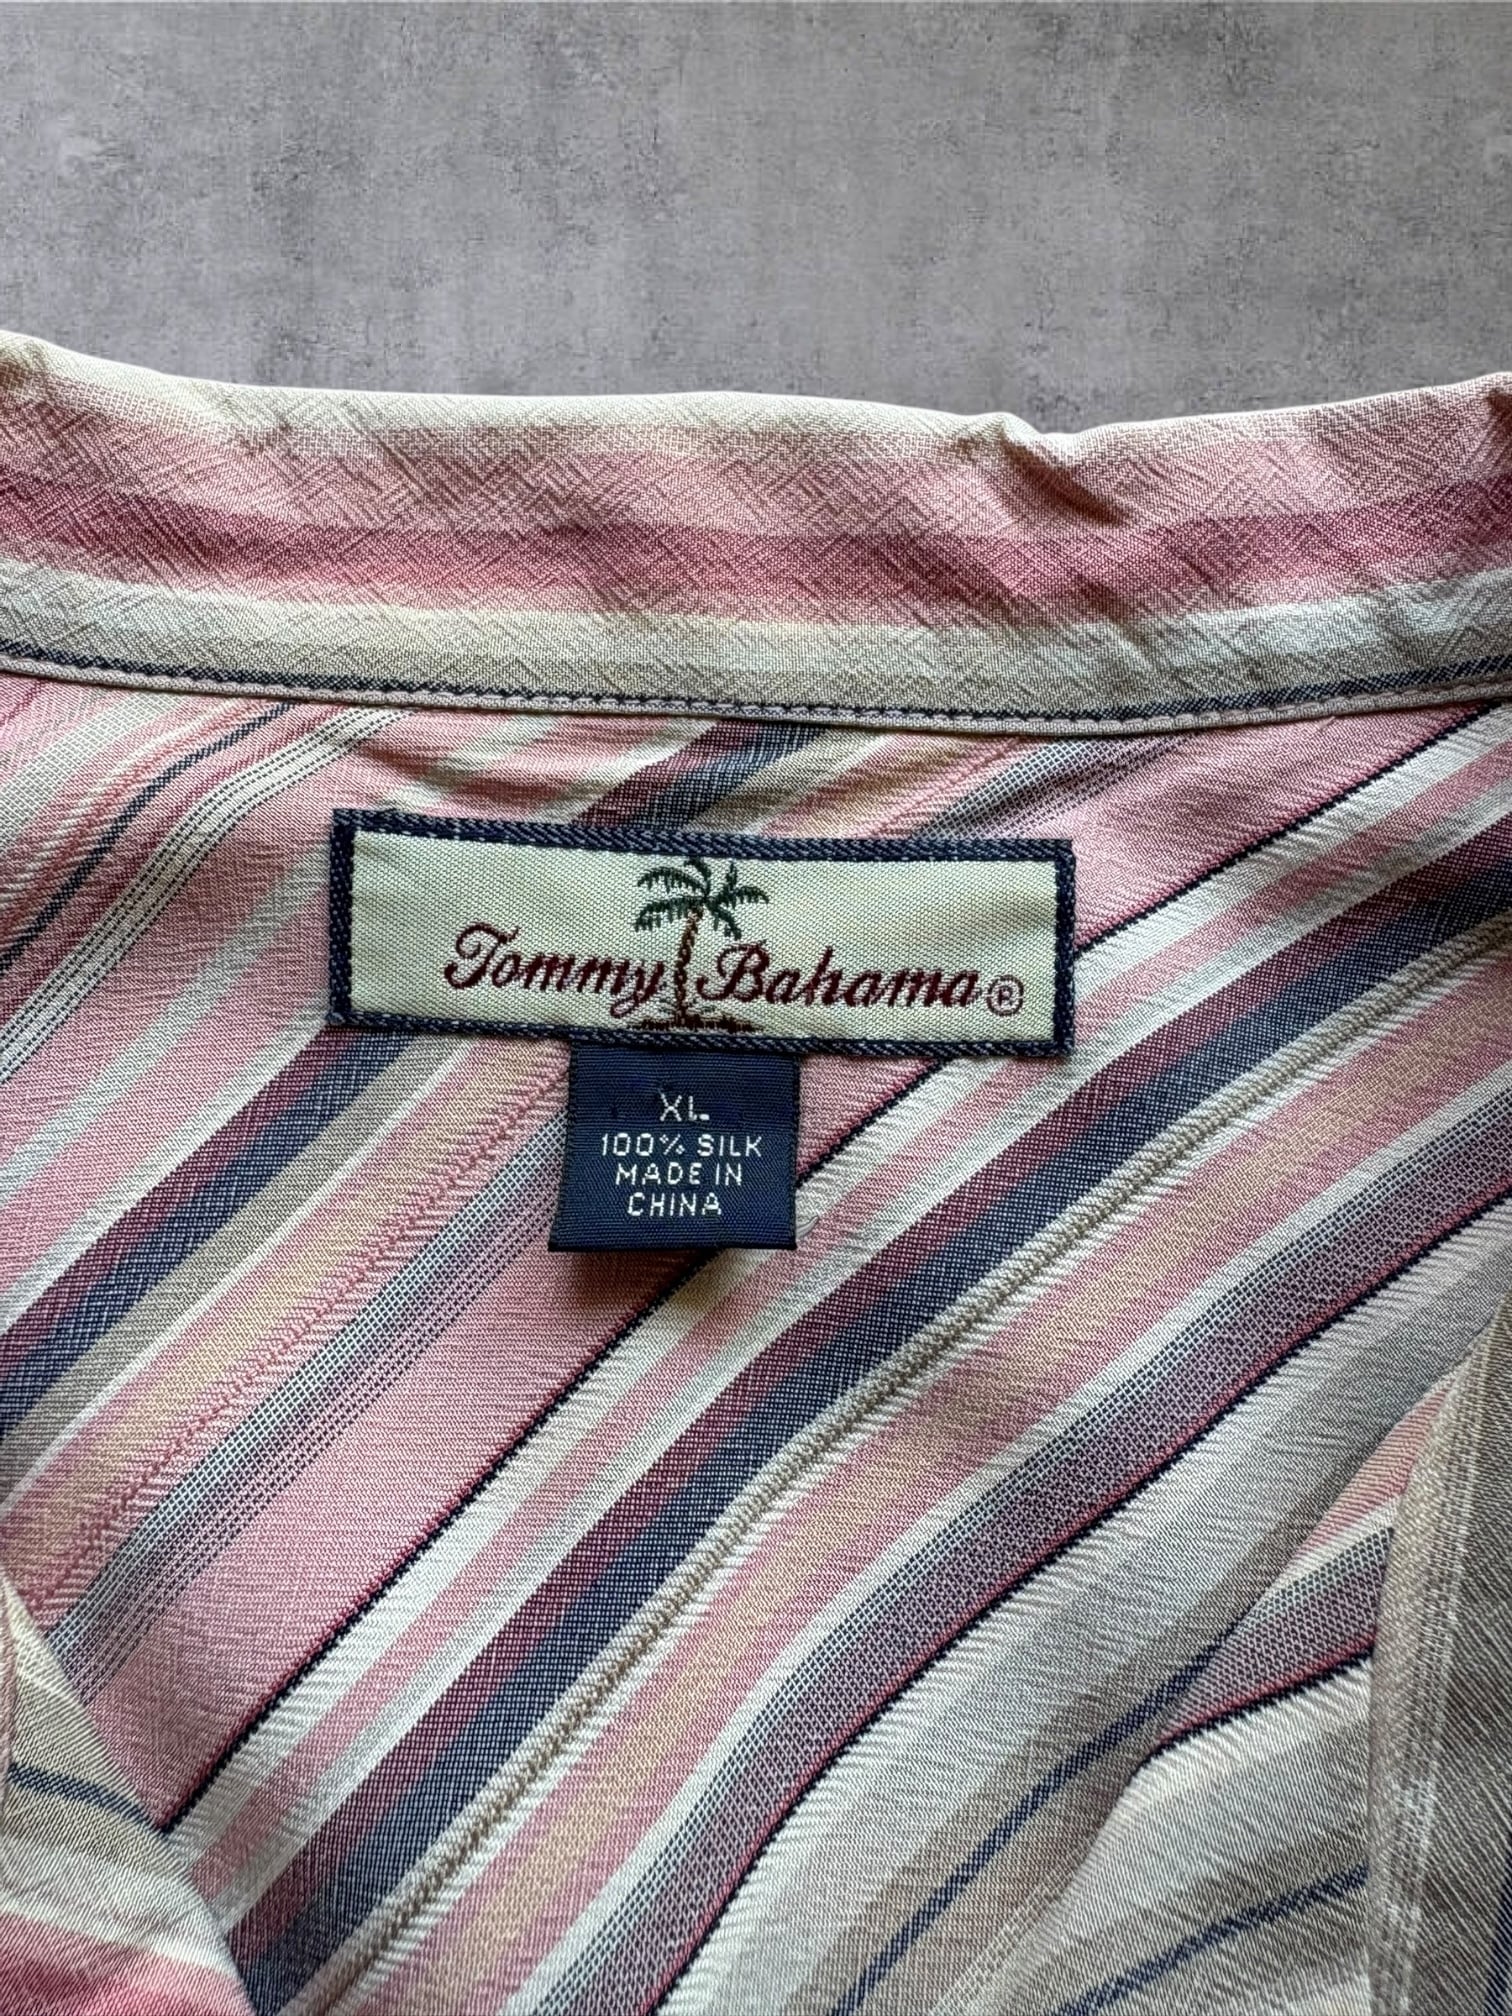 Tommy Bahama®
XL
100% SILK
MADE IN
CHINA